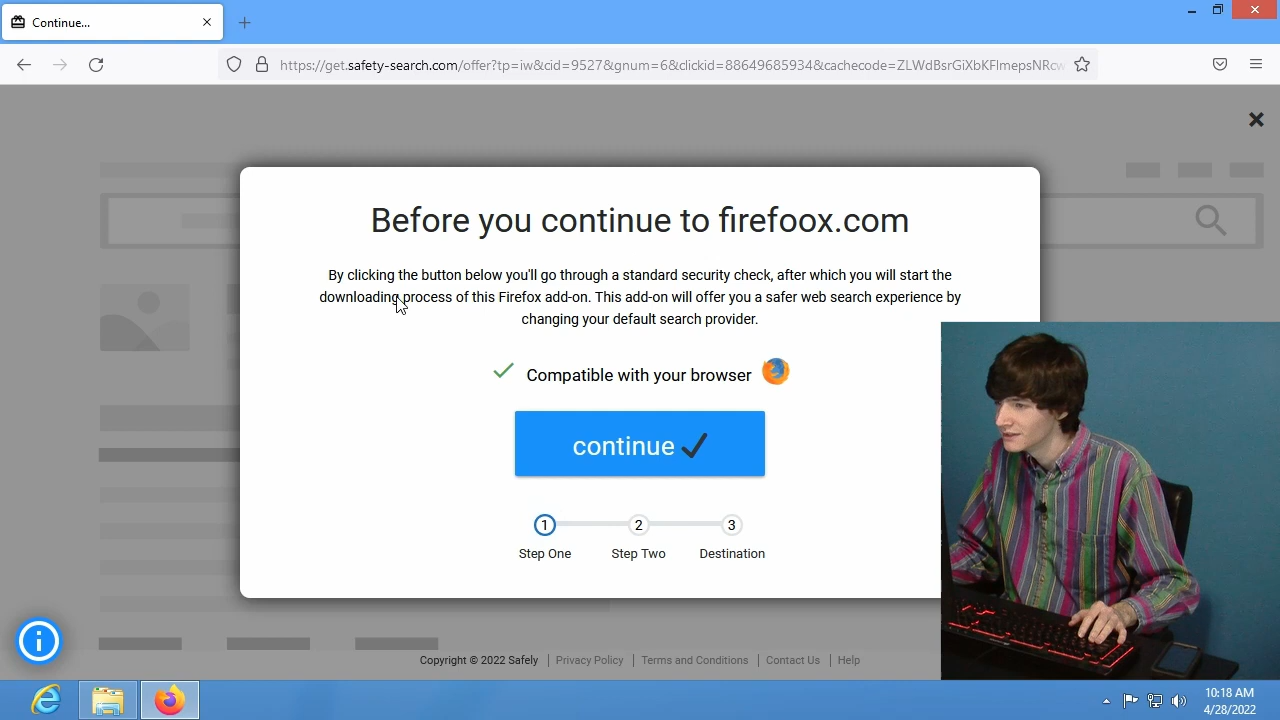 Continue...
https://get.safety-search.com/offer?tp=iw&cid=9527&gnum=6&clickid=88649685934&cachecode=ZLWdBsrGiXbKFlmepsNRcw
Before you continue to firefoox.com
By clicking the button below you'll go through a standard security check, after which you will start the
downloading process of this Firefox add-on. This add-on will offer you a safer web search experience by
changing your default search provider.
Compatible with your browser
continue
1 2 3
Step One Step Two Destination
Copyright © 2022 Safely | Privacy Policy | Terms and Conditions | Contact Us | Help
10:18 AM
4/28/2022